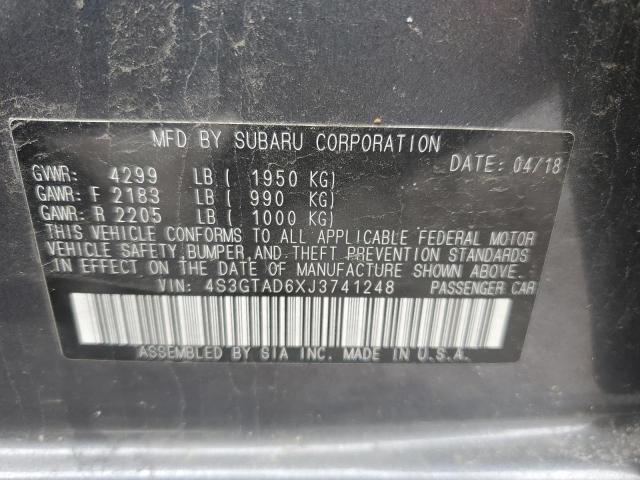 MFD BY SUBARU CORPORATION
DATE: 04/18
GVWR: 4299 LB ( 1950 KG)
GAWR: F 2183 LB ( 990 KG)
GAWR: R 2205 LB ( 1000 KG)
THIS VEHICLE CONFORMS TO ALL APPLICABLE FEDERAL MOTOR
VEHICLE SAFETY, BUMPER, AND THEFT PREVENTION STANDARDS
IN EFFECT ON THE DATE OF MANUFACTURE SHOWN ABOVE.
VIN: 4S3GTAD6XJ3741248 PASSENGER CAR
ASSEMBLED BY SIA INC. MADE IN U.S.A.